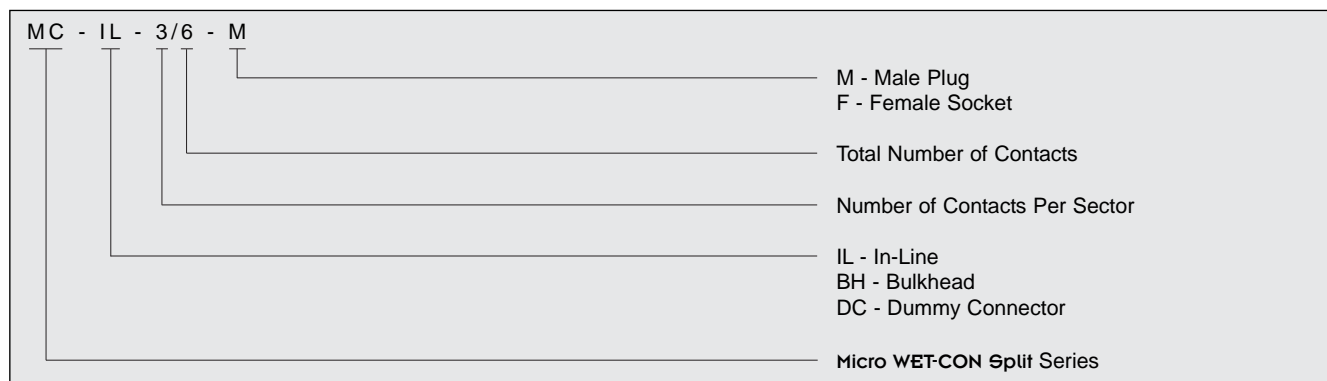 MC - IL - 3/6 - M
M - Male Plug
F - Female Socket
Total Number of Contacts
Number of Contacts Per Sector
IL - In-Line
BH - Bulkhead
DC - Dummy Connector
Micro WET-CON Split Series